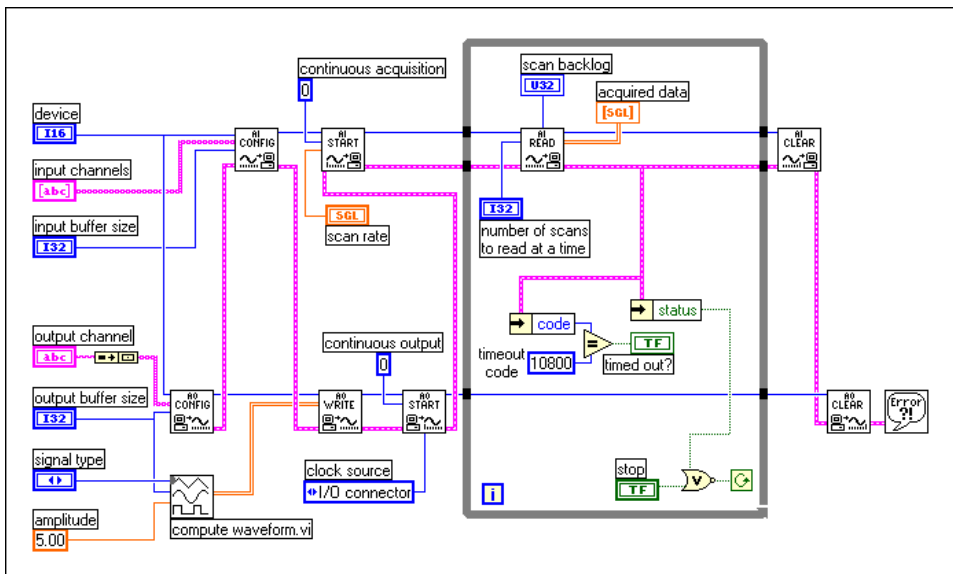 continuous acquisition
0
scan backlog
U32
acquired data
[SGL]
device
I16
AI
CONFIG
AI
START
AI
READ
AI
CLEAR
input channels
[abc]
input buffer size
I32
SGL
scan rate
I32
number of scans
to read at a time
code
status
output channel
abc
continuous output
0
timeout
code
10800
=
TF
timed out?
output buffer size
I32
AO
CONFIG
AO
WRITE
AO
START
AO
CLEAR
Error
?!
signal type
clock source
I/O connector
stop
TF
V
i
amplitude
5.00
compute waveform.vi